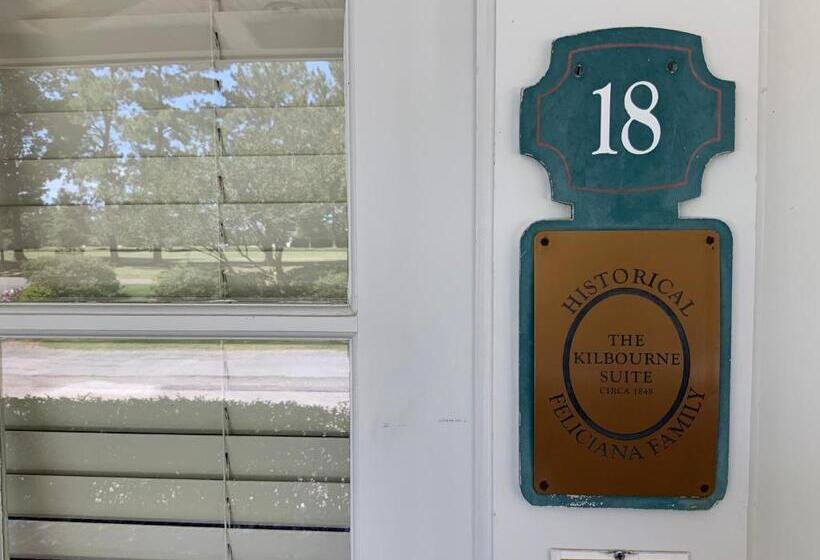 18
HISTORICAL
THE
KILBOURNE
SUITE
CIRCA 1848
FELICIANA FAMILY